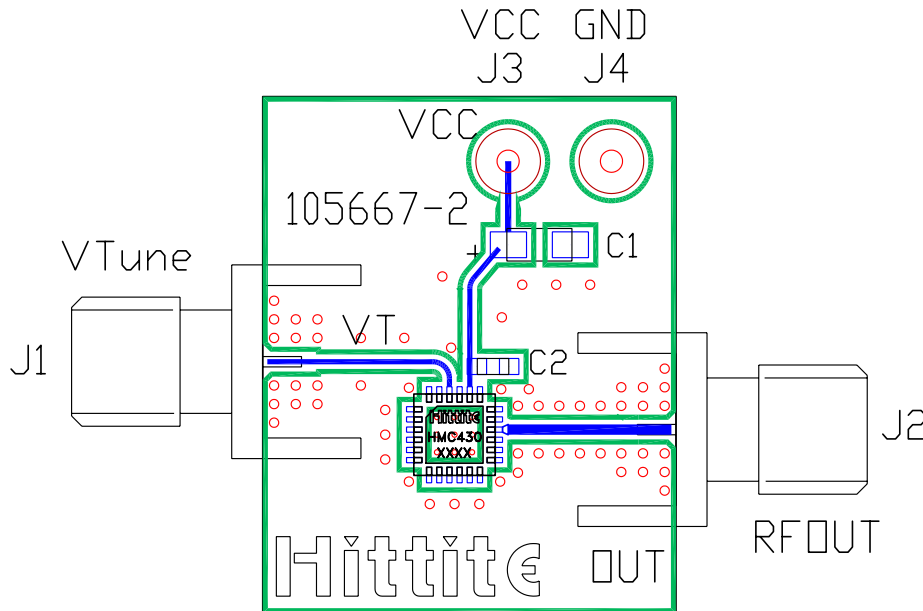 VCC GND
J3 J4
VCC
105667-2
+
C1
VTune
VT
J1
C2
Hittite
HMC430
XXXX
J2
RFOUT
Hittite
OUT